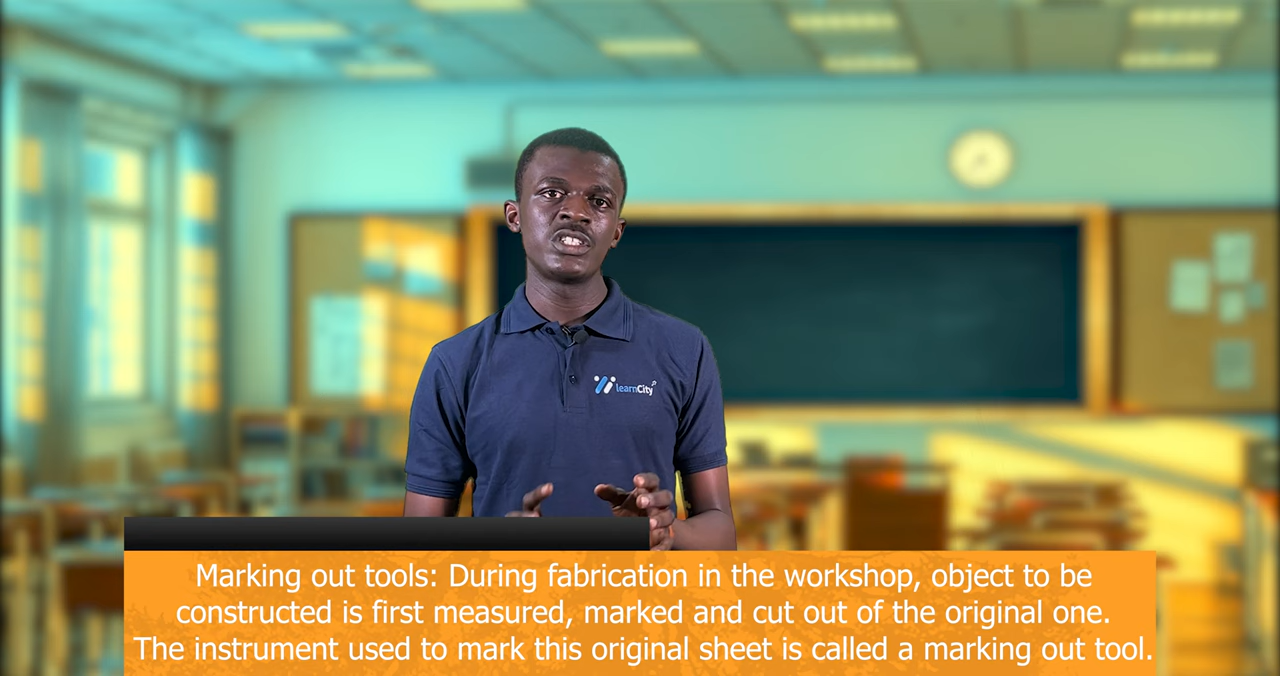 learnCity
Marking out tools: During fabrication in the workshop, object to be
constructed is first measured, marked and cut out of the original one.
The instrument used to mark this original sheet is called a marking out tool.